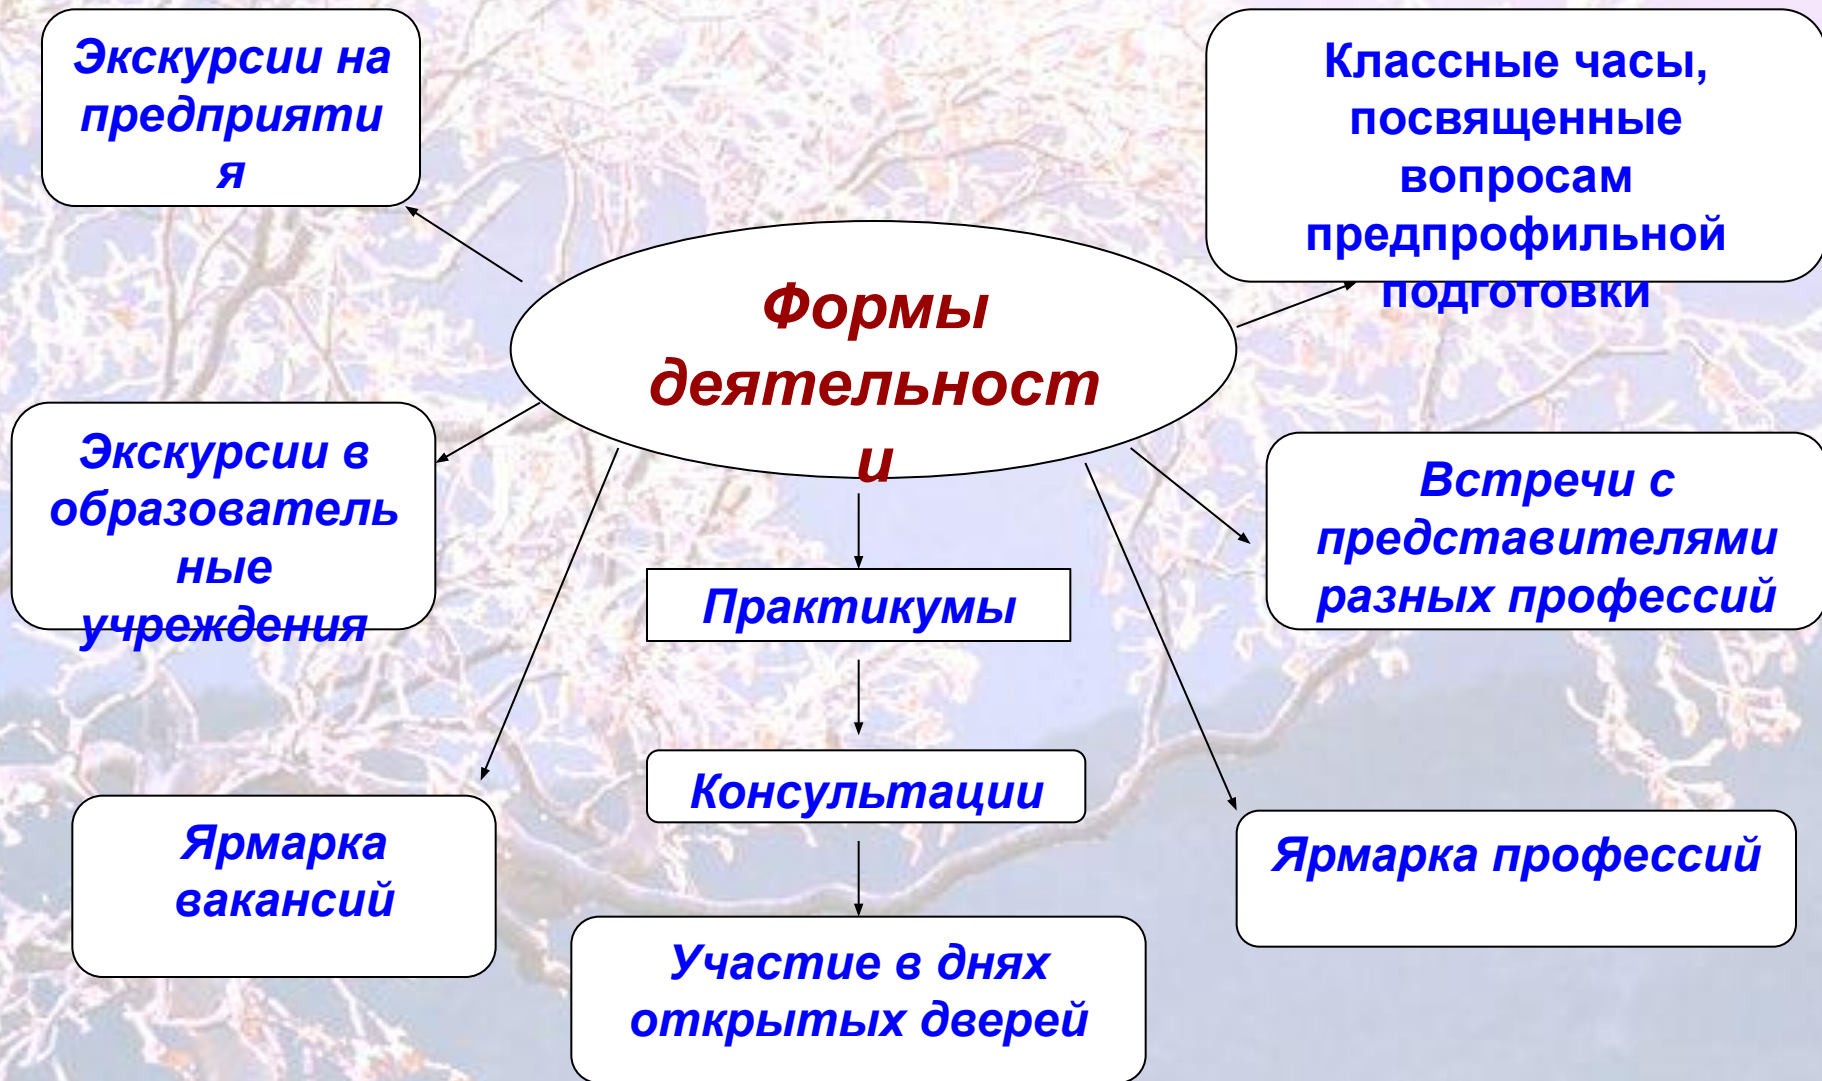 Экскурсии на
предприяти
я
Классные часы,
посвященные
вопросам
предпрофильной
подготовки
Формы
деятельност
и
Экскурсии в
образователь
ные
учреждения
Встречи с
представителями
разных профессий
Практикумы
Консультации
Ярмарка
вакансий
Ярмарка профессий
Участие в днях
открытых дверей